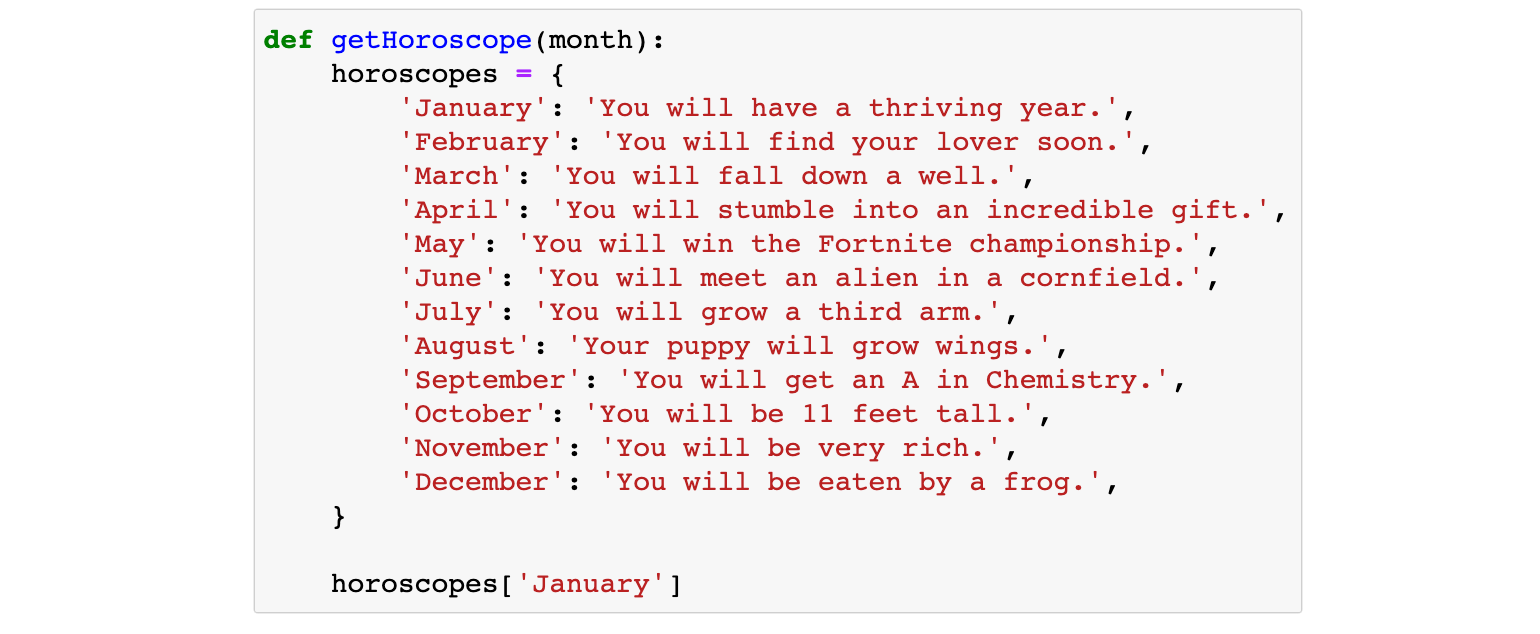 def getHoroscope(month):
    horoscopes = {
        'January': 'You will have a thriving year.',
        'February': 'You will find your lover soon.',
        'March': 'You will fall down a well.',
        'April': 'You will stumble into an incredible gift.',
        'May': 'You will win the Fortnite championship.',
        'June': 'You will meet an alien in a cornfield.',
        'July': 'You will grow a third arm.',
        'August': 'Your puppy will grow wings.',
        'September': 'You will get an A in Chemistry.',
        'October': 'You will be 11 feet tall.',
        'November': 'You will be very rich.',
        'December': 'You will be eaten by a frog.',
    }

    horoscopes['January']